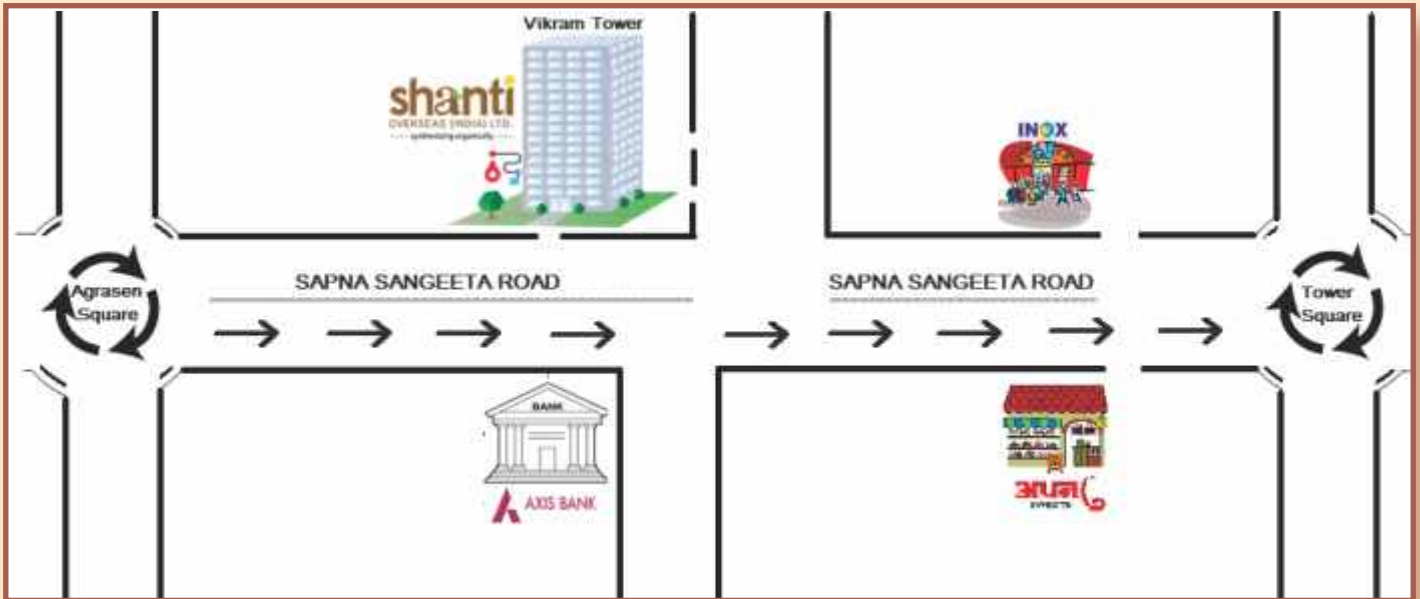 Vikram Tower
shanti
OVERSEAS (INDIA) LTD.
INOX
SAPNA SANGEETA ROAD
SAPNA SANGEETA ROAD
Agrasen
Square
Tower
Square
BANK
AXIS BANK